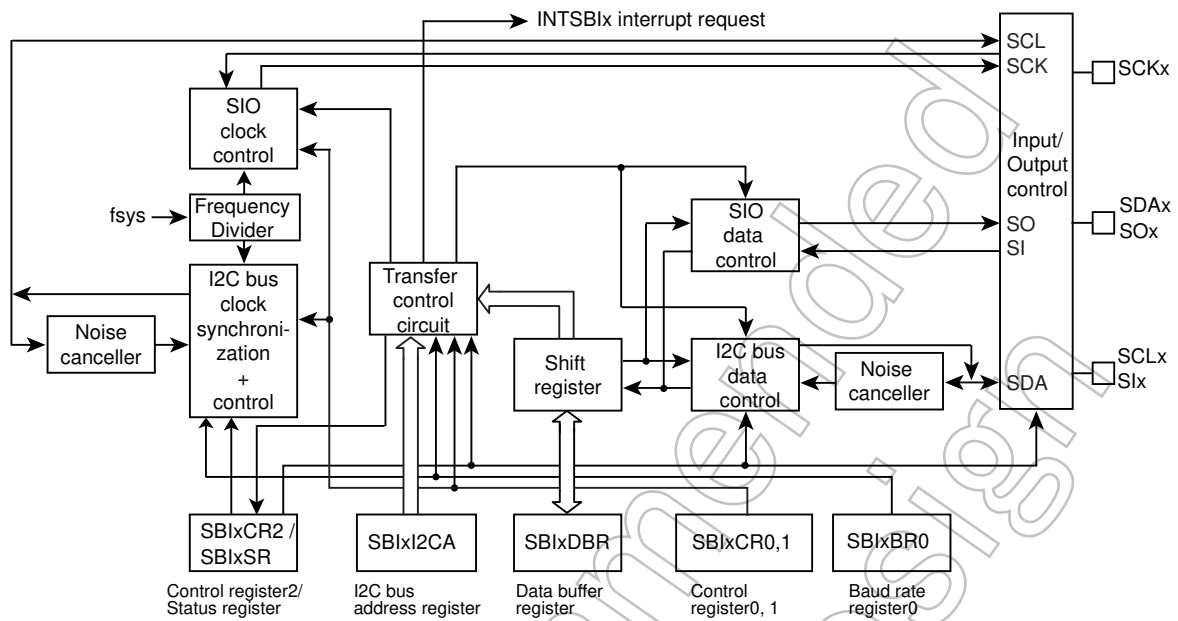 INTSBIx interrupt request
SCL
SCK
SCKx
SIO
clock
control
Input/
Output
control
fsys
Frequency
Divider
SIO
data
control
SO
SI
SDAx
SOx
I2C bus
clock
synchroni-
zation
+
control
Noise
canceller
Transfer
control
circuit
Shift
register
I2C bus
data
control
Noise
canceller
SDA
SCLx
SIx
SBIxCR2 /
SBIxSR
SBIxI2CA
SBIxDBR
SBIxCR0,1
SBIxBR0
Control register2/
Status register
I2C bus
address register
Data buffer
register
Control
register0, 1
Baud rate
register0